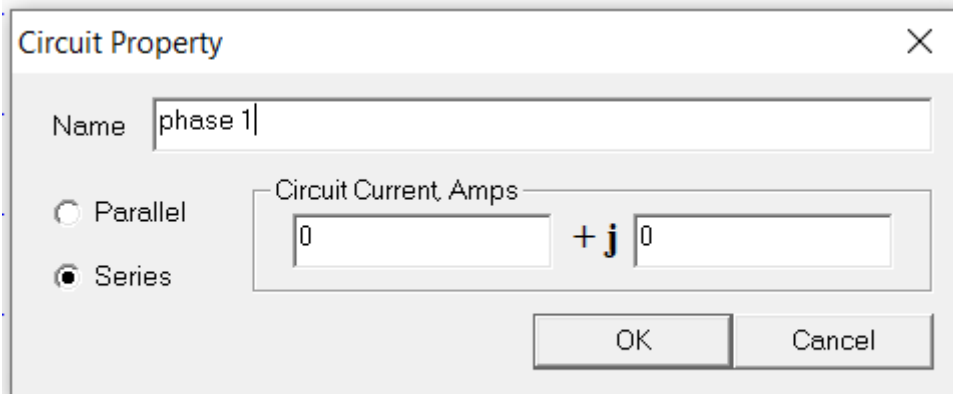 Circuit Property
Name phase 1
Parallel
Series
Circuit Current, Amps
0 + j 0
OK Cancel